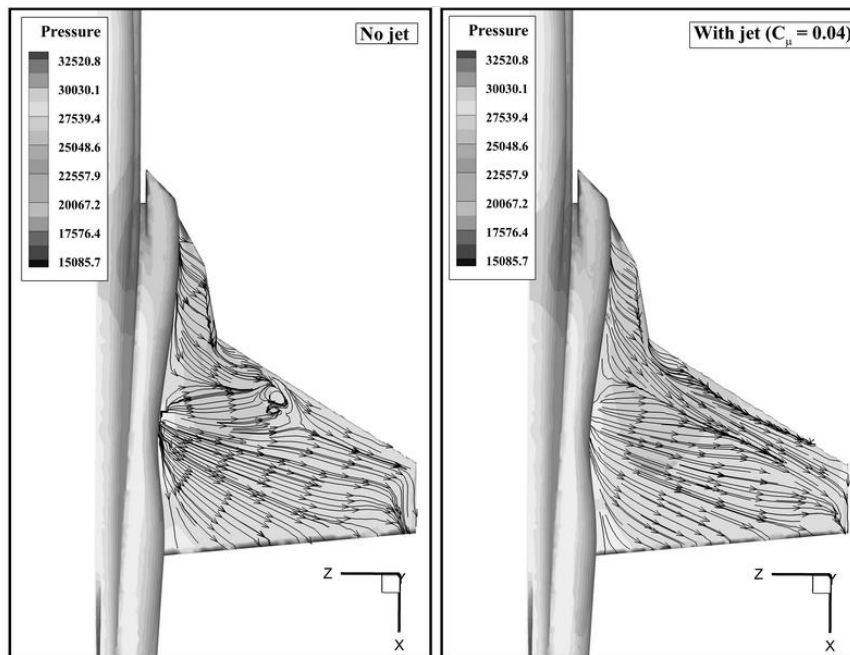 Pressure
32520.8
30030.1
27539.4
25048.6
22557.9
20067.2
17576.4
15085.7
No jet
Z
Y
X
Pressure
32520.8
30030.1
27539.4
25048.6
22557.9
20067.2
17576.4
15085.7
With jet (Cμ = 0.04)
Z
Y
X